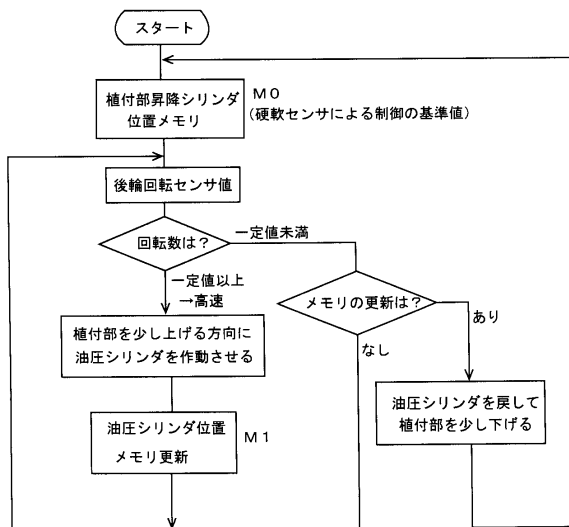 スタート
植付部昇降シリンダ
位置メモリ
M0
(硬軟センサによる制御の基準値)
後輪回転センサ値
回転数は?
一定値未満
一定値以上
→高速
メモリの更新は?
あり
なし
植付部を少し上げる方向に
油圧シリンダを作動させる
油圧シリンダを戻して
植付部を少し下げる
油圧シリンダ位置
メモリ更新
M1